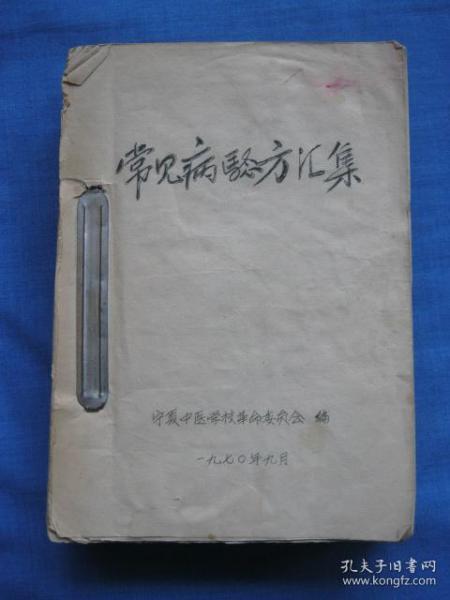 常见病验方汇集
宁夏中医学校革命委员会 编
一九七〇年九月
孔夫子旧书网
www.kongfz.com